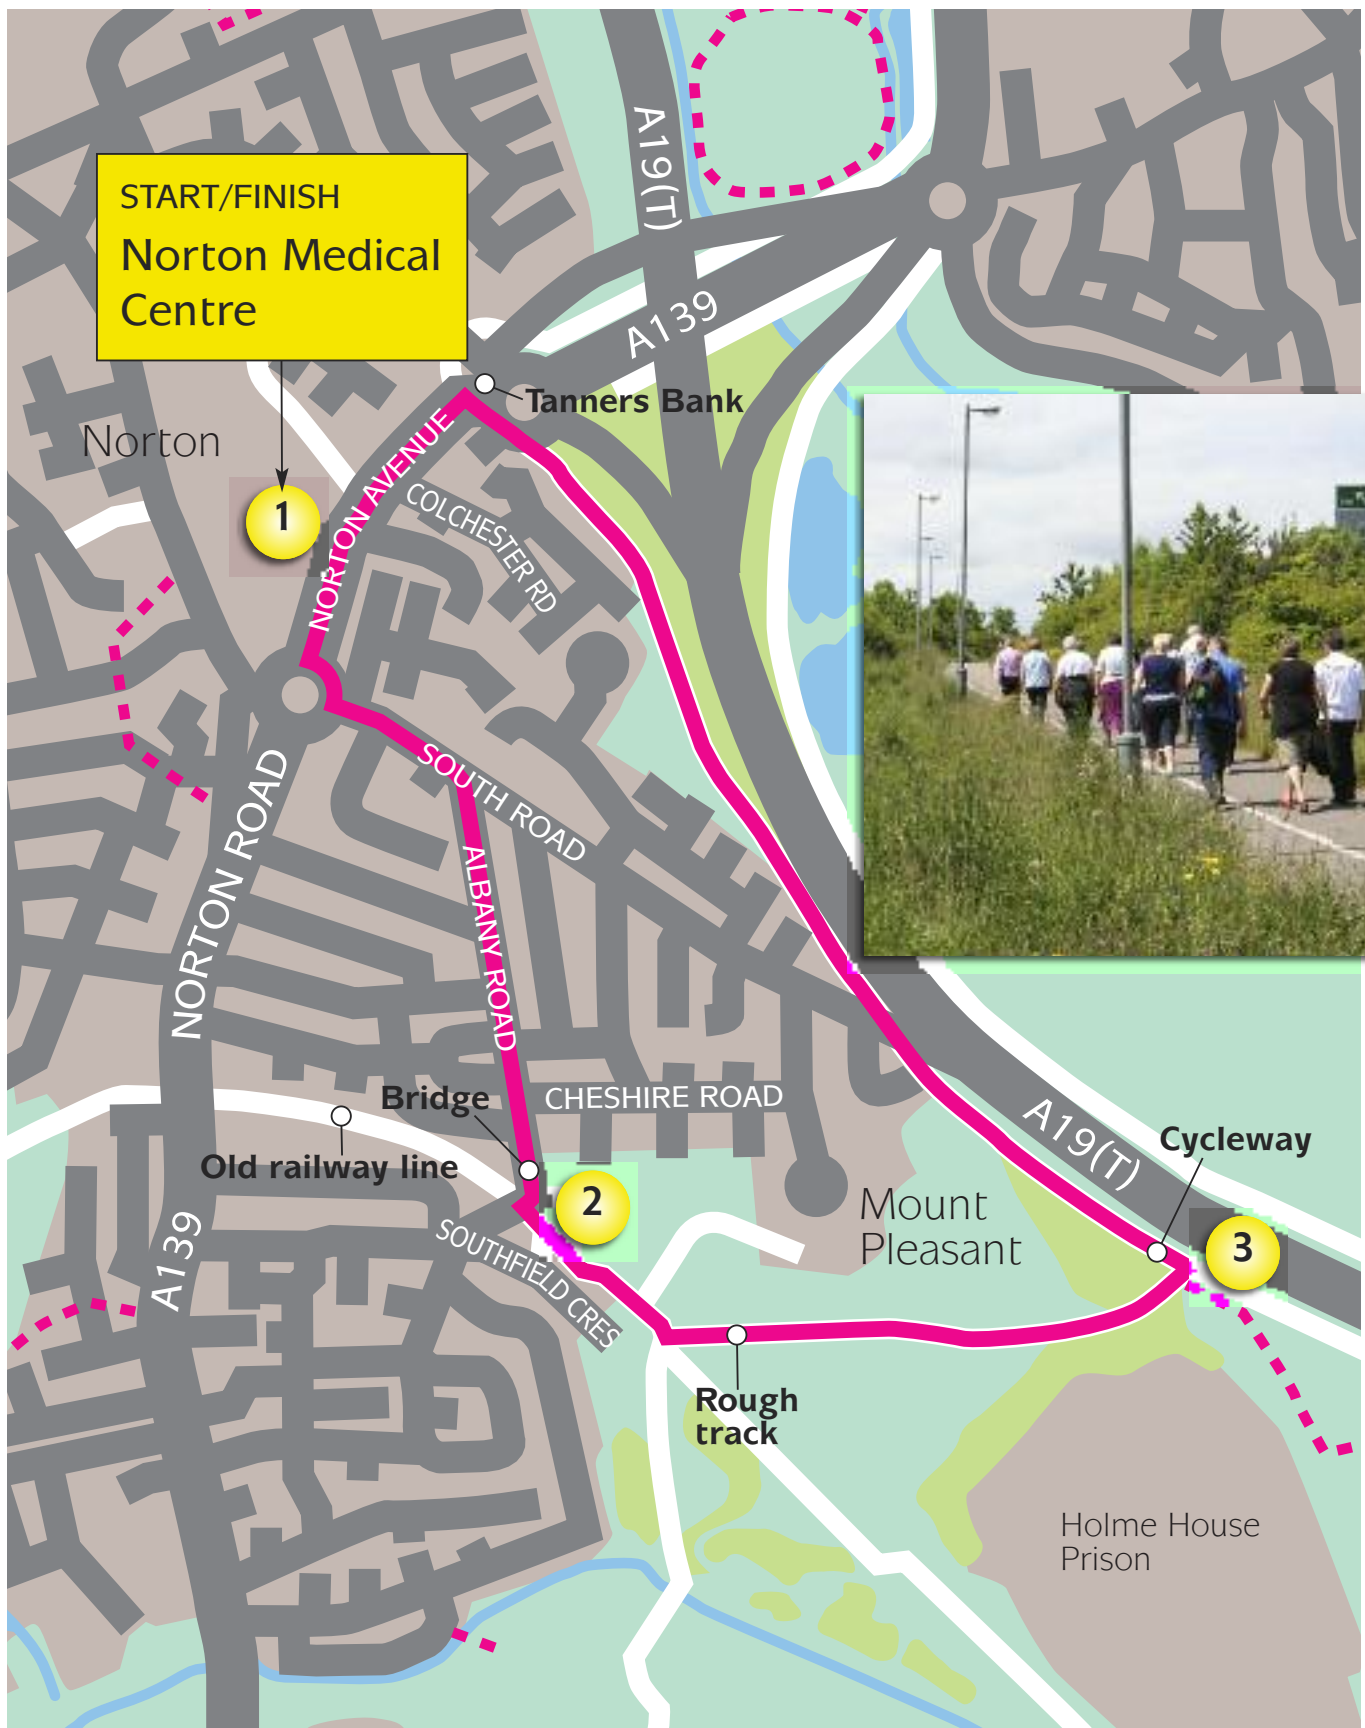 A19(T)
START/FINISH
Norton Medical
Centre
A139
Tanners Bank
Norton
NORTON AVENUE
COLCHESTER RD
1
SOUTH ROAD
NORTON ROAD
ALBANY ROAD
Bridge
CHESHIRE ROAD
A19(T)
Cycleway
Old railway line
2
Mount
Pleasant
3
SOUTHFIELD CRES
A139
Rough
track
Holme House
Prison